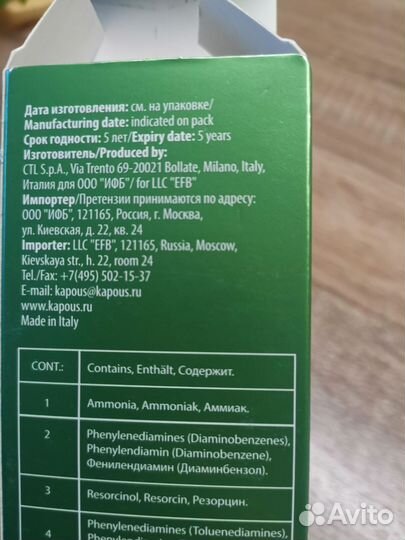 Дата изготовления: см. на упаковке/
Manufacturing date: indicated on pack
Срок годности: 5 лет/Expiry date: 5 years
Изготовитель/Produced by:
CTL S.p.A., Via Trento 69-20021 Bollate, Milano, Italy,
Италия для ООО "ИФБ"/ for LLC "EFB"
Импортер/Претензии принимаются по адресу:
ООО "ИФБ", 121165, Россия, г. Москва,
ул. Киевская, д. 22, кв. 24
Importer: LLC "EFB", 121165, Russia, Moscow,
Kievskaya str., h. 22, room 24
Tel./Fax: +7(495) 502-15-37
E-mail: kapous@kapous.ru
www.kapous.ru
Made in Italy
CONT.: Contains, Enthält, Содержит.
1 Ammonia, Ammoniak, Аммиак.
2 Phenylenediamines (Diaminobenzenes),
Phenylendiamin (Diaminobenzene),
Фенилендиамин (Диаминбензол).
3 Resorcinol, Resorcin, Резорцин.
4 Phenylenediamines (Toluenediamines),
Avito